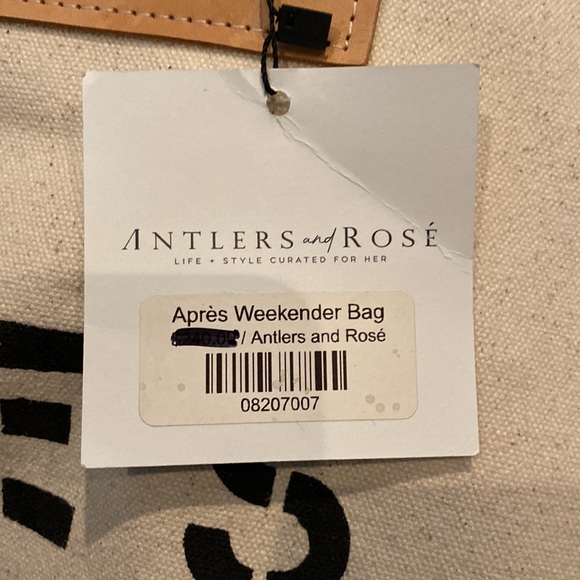 ANTLERS and ROSÉ
LIFE + STYLE CURATED FOR HER
Après Weekender Bag
/ Antlers and Rosé
08207007